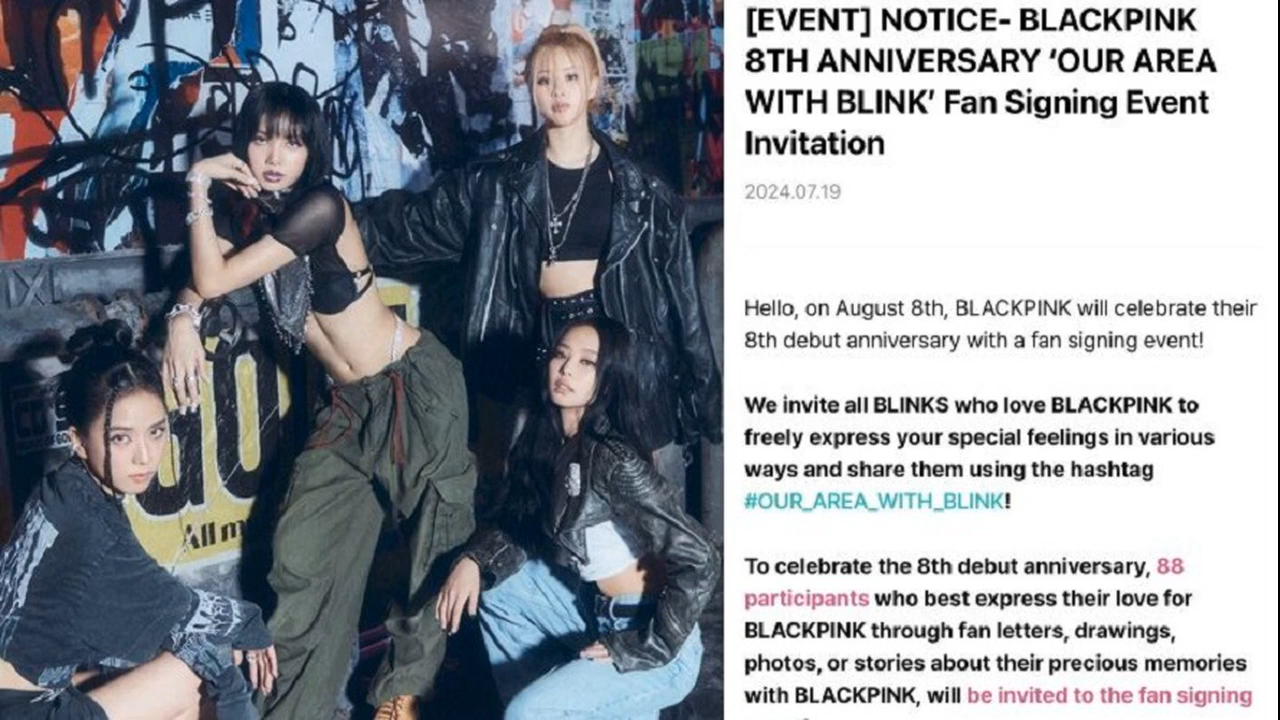 [EVENT] NOTICE- BLACKPINK
8TH ANNIVERSARY ‘OUR AREA
WITH BLINK’ Fan Signing Event
Invitation
2024.07.19
Hello, on August 8th, BLACKPINK will celebrate their
8th debut anniversary with a fan signing event!
We invite all BLINKS who love BLACKPINK to
freely express your special feelings in various
ways and share them using the hashtag
#OUR_AREA_WITH_BLINK!
To celebrate the 8th debut anniversary, 88
participants who best express their love for
BLACKPINK through fan letters, drawings,
photos, or stories about their precious memories
with BLACKPINK, will be invited to the fan signing
All my